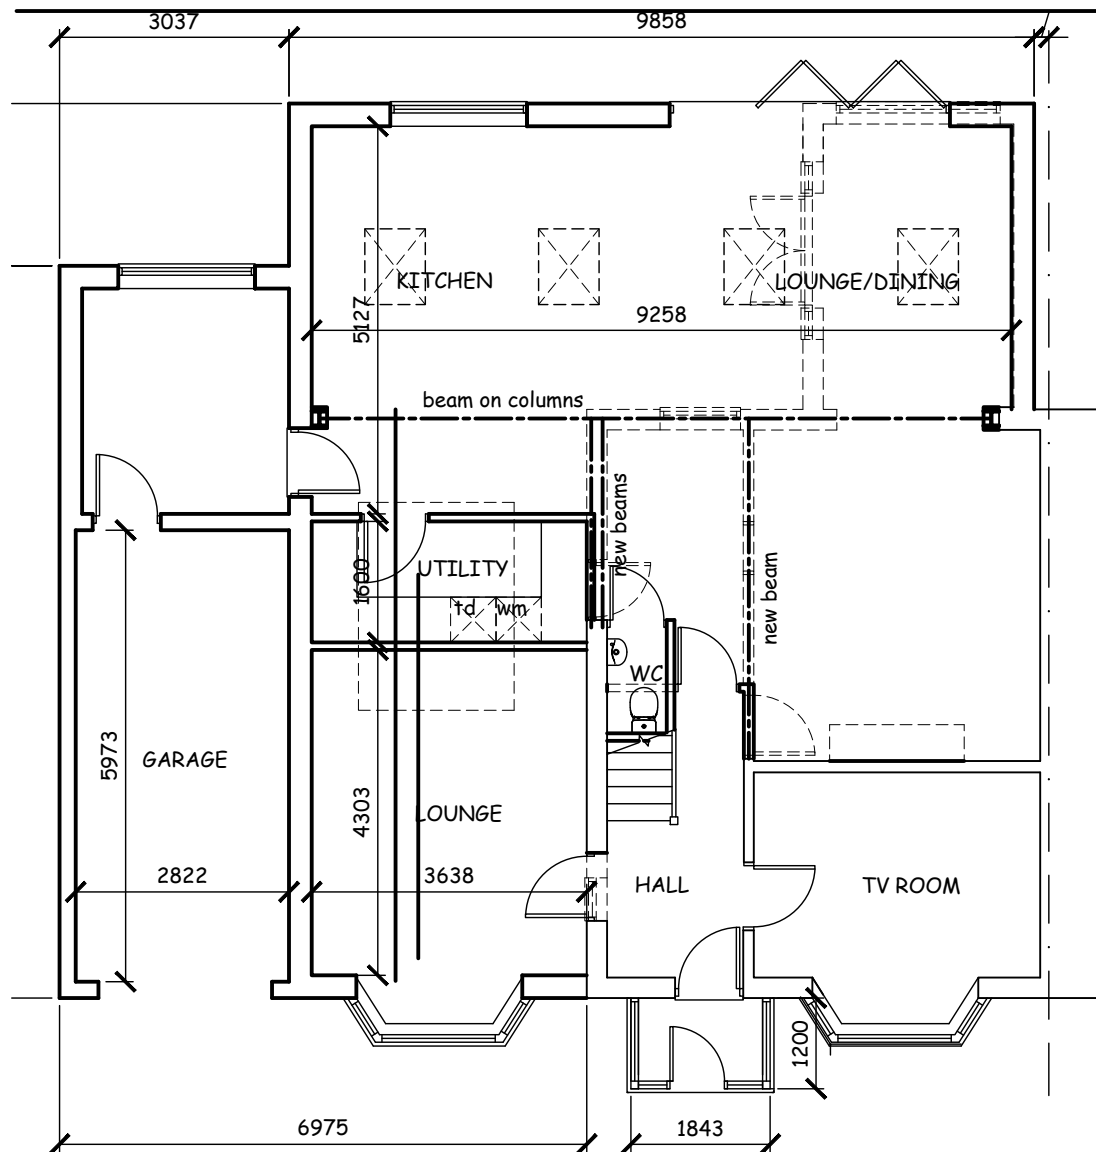 3037
9858
KITCHEN
LOUNGE/DINING
5127
9258
beam on columns
new beams
new beam
UTILITY
1600
td
wm
WC
5973
GARAGE
4303
LOUNGE
2822
3638
HALL
TV ROOM
1200
6975
1843